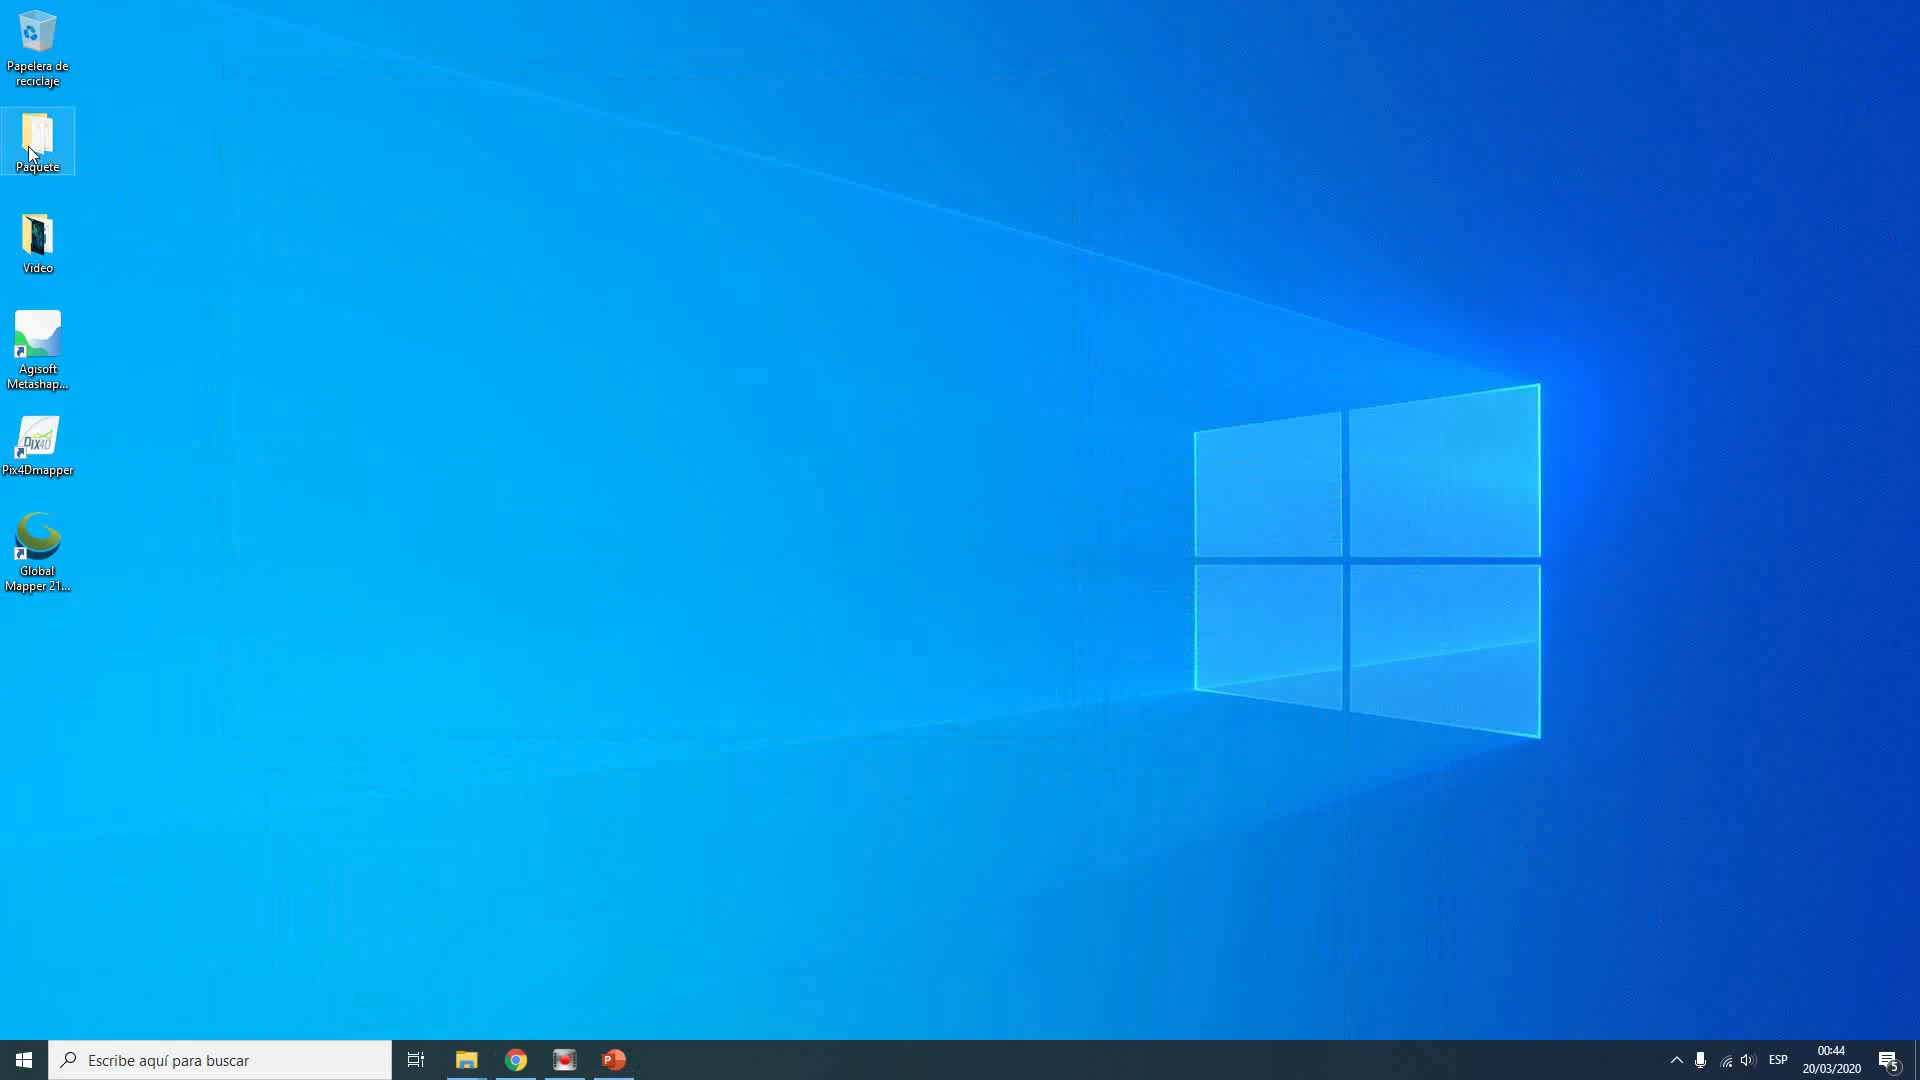 Papelera de
reciclaje
Paquete
Video
Agisoft
Metashap...
Pix4Dmapper
Global
Mapper 21...
Escribe aquí para buscar
ESP
00:44
20/03/2020
5